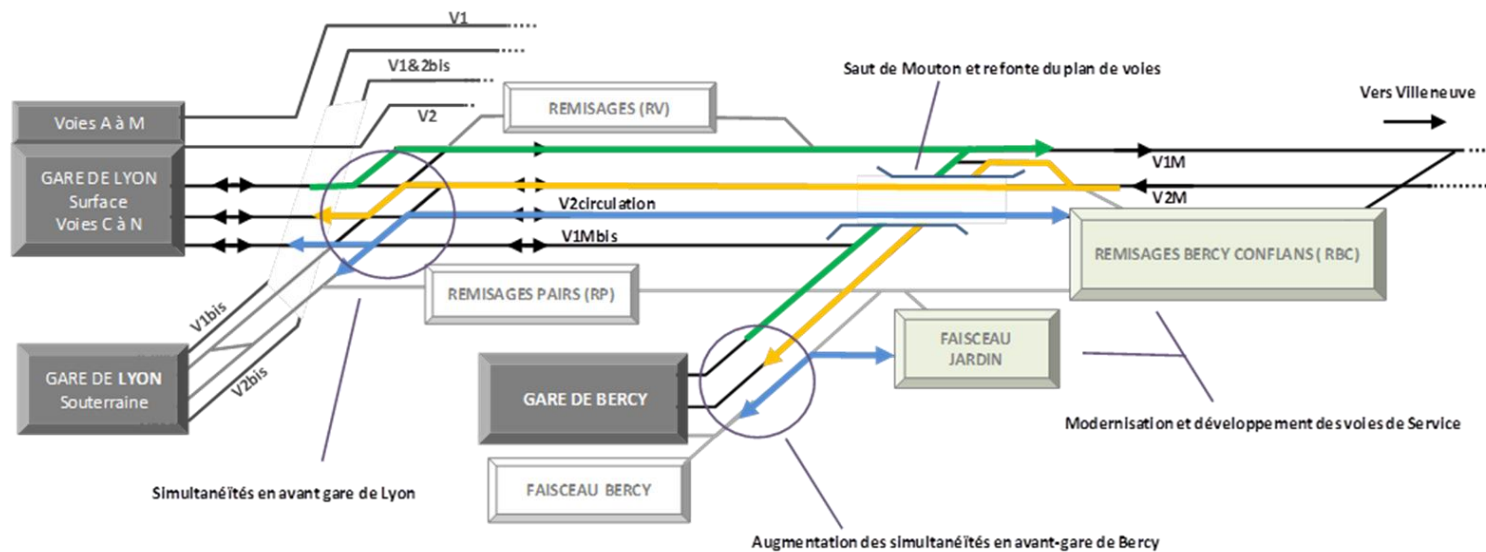 V1
V1&2bis
Saut de Mouton et refonte du plan de voies
Vers Villeneuve
REMISAGES (RV)
V2
Voies A à M
V1M
GARE DE LYON
Surface
Voies C à N
V2M
V2circulation
V1Mbis
REMISAGES BERCY CONFLANS ( RBC)
REMISAGES PAIRS (RP)
V1bis
FAISCEAU
JARDIN
GARE DE LYON
Souterraine
V2bis
GARE DE BERCY
Modernisation et développement des voies de Service
FAISCEAU BERCY
Simultanéïtés en avant gare de Lyon
Augmentation des simultanéïtés en avant-gare de Bercy